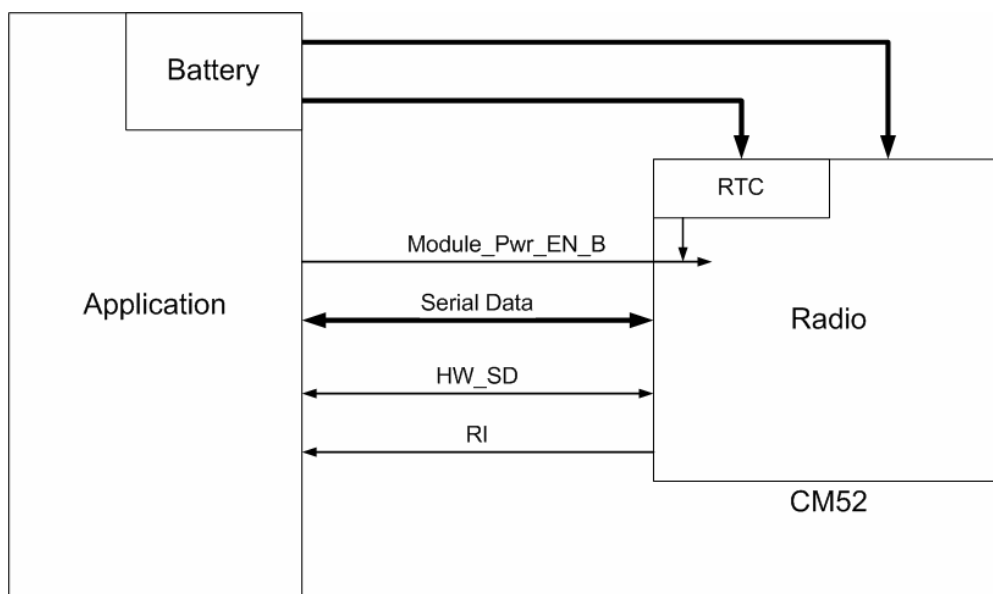 Battery
RTC
Module_Pwr_EN_B
Application
Serial Data
Radio
HW_SD
RI
CM52